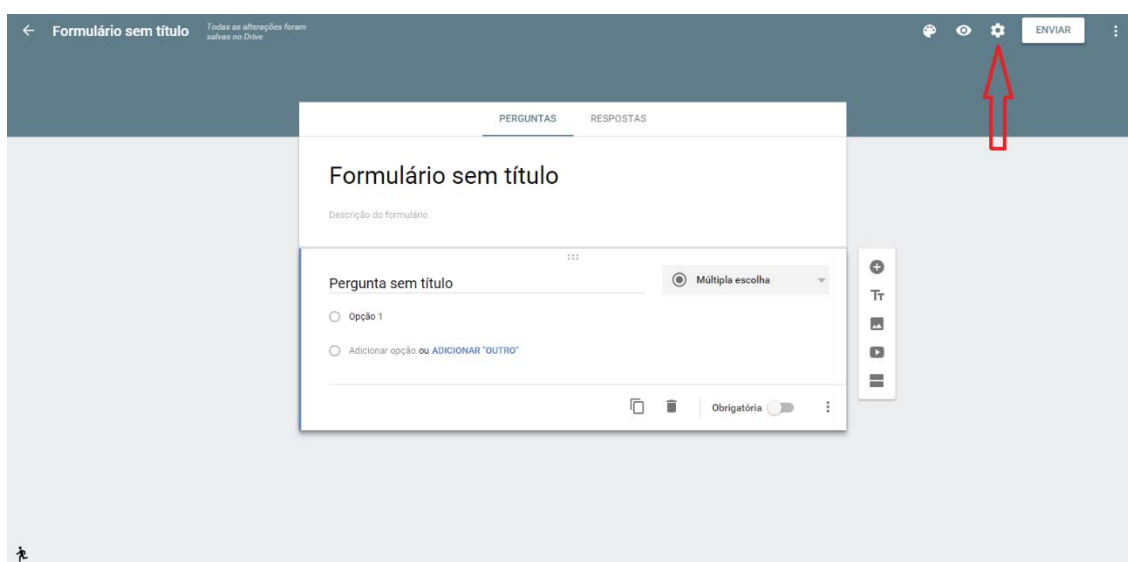 Formulário sem título
Todas as alterações foram
salvas no Drive
ENVIAR
PERGUNTAS RESPOSTAS
Formulário sem título
Descrição do formulário
Pergunta sem título
Múltipla escolha
Opção 1
Adicionar opção ou ADICIONAR "OUTRO"
Tт
Obrigatória